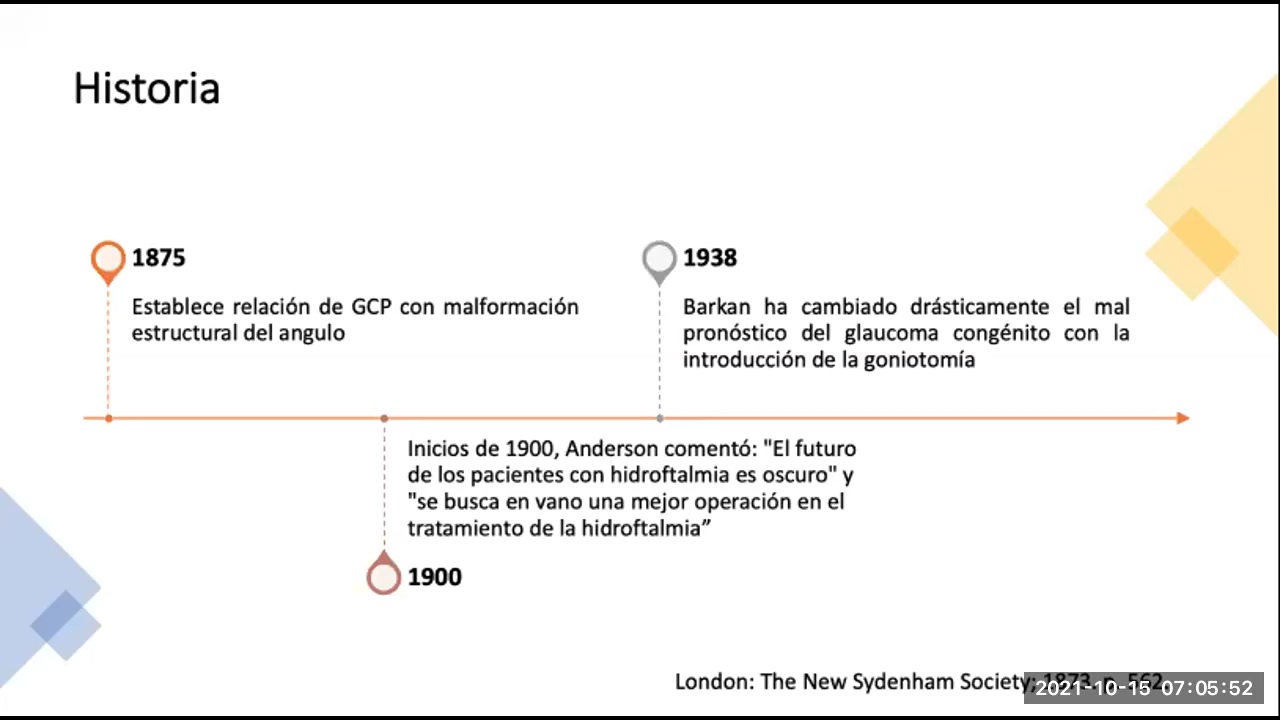 Historia
1875
Establece relación de GCP con malformación
estructural del angulo
1938
Barkan ha cambiado drásticamente el mal
pronóstico del glaucoma congénito con la
introducción de la goniotomía
Inicios de 1900, Anderson comentó: "El futuro
de los pacientes con hidroftalmia es oscuro" y
"se busca en vano una mejor operación en el
tratamiento de la hidroftalmia”
1900
London: The New Sydenham Society; 1873. p. 562.
2021-10-15 07:05:52